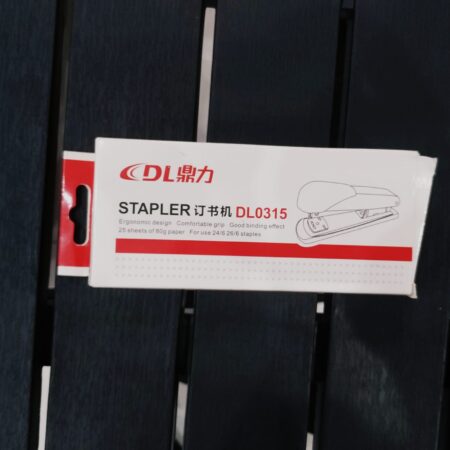 DL鼎力
STAPLER 订书机 DL0315
Ergonomic design Comfortable grip Good binding effect
25 sheets of 80g paper For use 24/6 26/6 staples